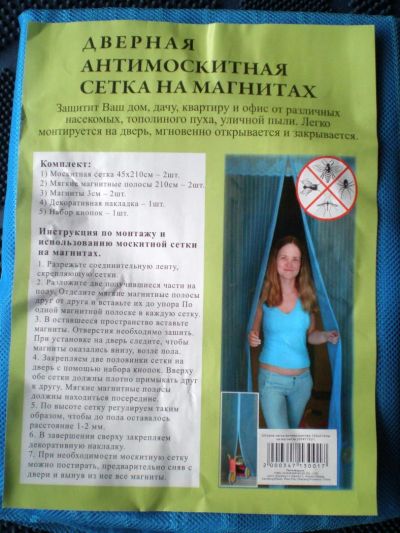 ДВЕРНАЯ
АНТИМОСКИТНАЯ
СЕТКА НА МАГНИТАХ
Защитит Ваш дом, дачу, квартиру и офис от различных
насекомых, тополиного пуха, уличной пыли. Легко
монтируется на дверь, мгновенно открывается и закрывается.
Комплект:
1) Москитная сетка 45х210см – 2шт.
2) Мягкие магнитные полосы 210см – 2шт.
3) Магниты 3см – 2шт.
4) Декоративная накладка – 1шт.
5) Набор кнопок – 1шт.
Инструкция по монтажу и
использованию москитной сетки
на магнитах.
1. Разрежьте соединительную ленту,
скрепляющую сетки.
2. Разложите две получившиеся части на
полу. Отделите мягкие магнитные полосы
друг от друга и вставьте их до упора По
одной магнитной полоске в каждую сетку.
3. В оставшееся пространство вставьте
магниты. Отверстия необходимо зашить.
При установке на дверь следите, чтобы
магниты оказались внизу, возле пола.
4. Закрепляем две половинки сетки на
дверь с помощью набора кнопок. Вверху
обе сетки должны плотно примыкать друг
к другу. Мягкие магнитные полосы
должны находиться посередине.
5. По высоте сетку регулируем таким
образом, чтобы до пола оставалось
расстояние 1-2 мм.
6. В завершении сверху закрепляем
декоративную накладку.
7. При необходимости москитную сетку
можно постирать, предварительно сняв с
двери и вынув из нее все магниты.
2 000347 130017